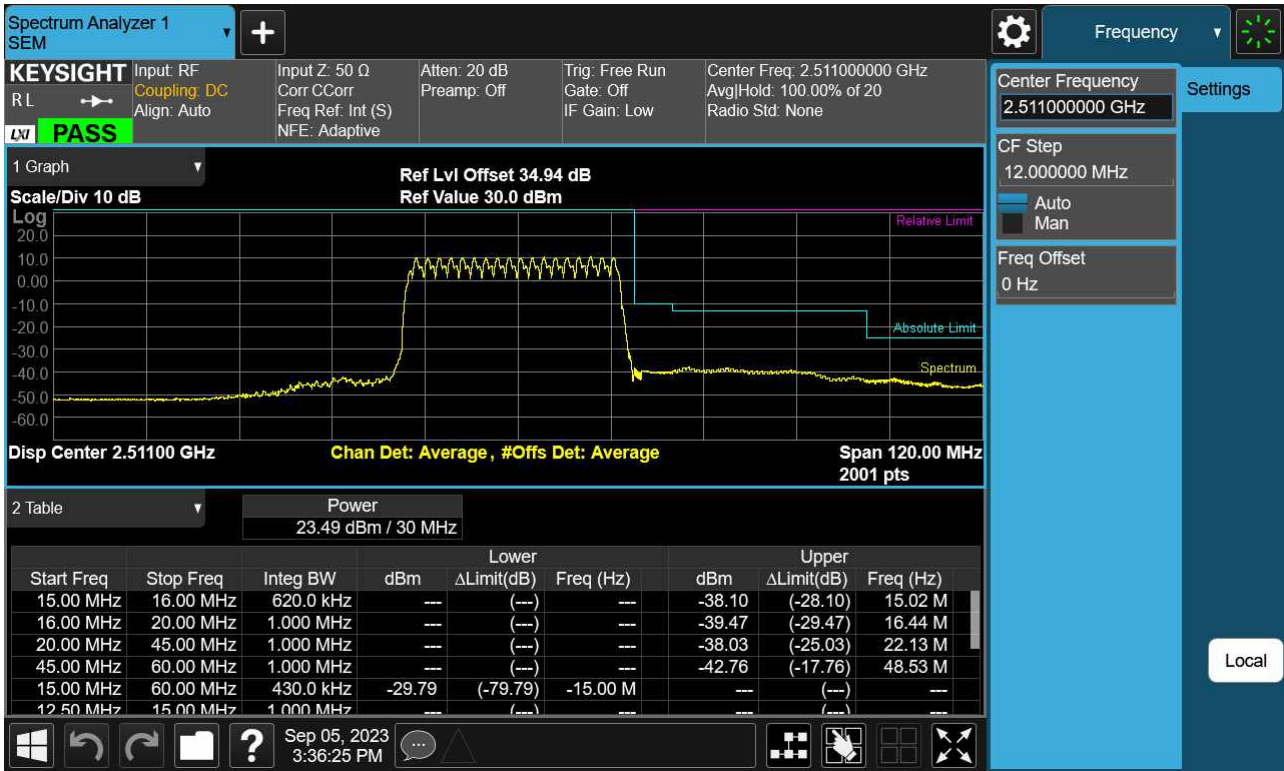 Spectrum Analyzer 1
SEM
+
Frequency
KEYSIGHT
RL
LXI
PASS
Input: RF
Coupling: DC
Align: Auto
Input Z: 50 Ω
Corr CCorr
Freq Ref: Int (S)
NFE: Adaptive
Atten: 20 dB
Preamp: Off
Trig: Free Run
Gate: Off
IF Gain: Low
Center Freq: 2.511000000 GHz
Avg|Hold: 100.00% of 20
Radio Std: None
Center Frequency
2.511000000 GHz
Settings
CF Step
12.000000 MHz
Auto
Man
Freq Offset
0 Hz
Local
1 Graph
Scale/Div 10 dB
Ref Lvl Offset 34.94 dB
Ref Value 30.0 dBm
Log
20.0
10.0
0.00
-10.0
-20.0
-30.0
-40.0
-50.0
-60.0
Relative Limit
Absolute Limit
Spectrum
Disp Center 2.51100 GHz
Chan Det: Average , #Offs Det: Average
Span 120.00 MHz
2001 pts
2 Table
Power
23.49 dBm / 30 MHz
Lower Upper
Start Freq Stop Freq Integ BW dBm ΔLimit(dB) Freq (Hz) dBm ΔLimit(dB) Freq (Hz)
15.00 MHz 16.00 MHz 620.0 kHz --- (---) --- -38.10 (-28.10) 15.02 M
16.00 MHz 20.00 MHz 1.000 MHz --- (---) --- -39.47 (-29.47) 16.44 M
20.00 MHz 45.00 MHz 1.000 MHz --- (---) --- -38.03 (-25.03) 22.13 M
45.00 MHz 60.00 MHz 1.000 MHz --- (---) --- -42.76 (-17.76) 48.53 M
15.00 MHz 60.00 MHz 430.0 kHz -29.79 (-79.79) -15.00 M --- (---) ---
12.50 MHz 15.00 MHz 1.000 MHz --- (---) --- --- (---) ---
?
Sep 05, 2023
3:36:25 PM